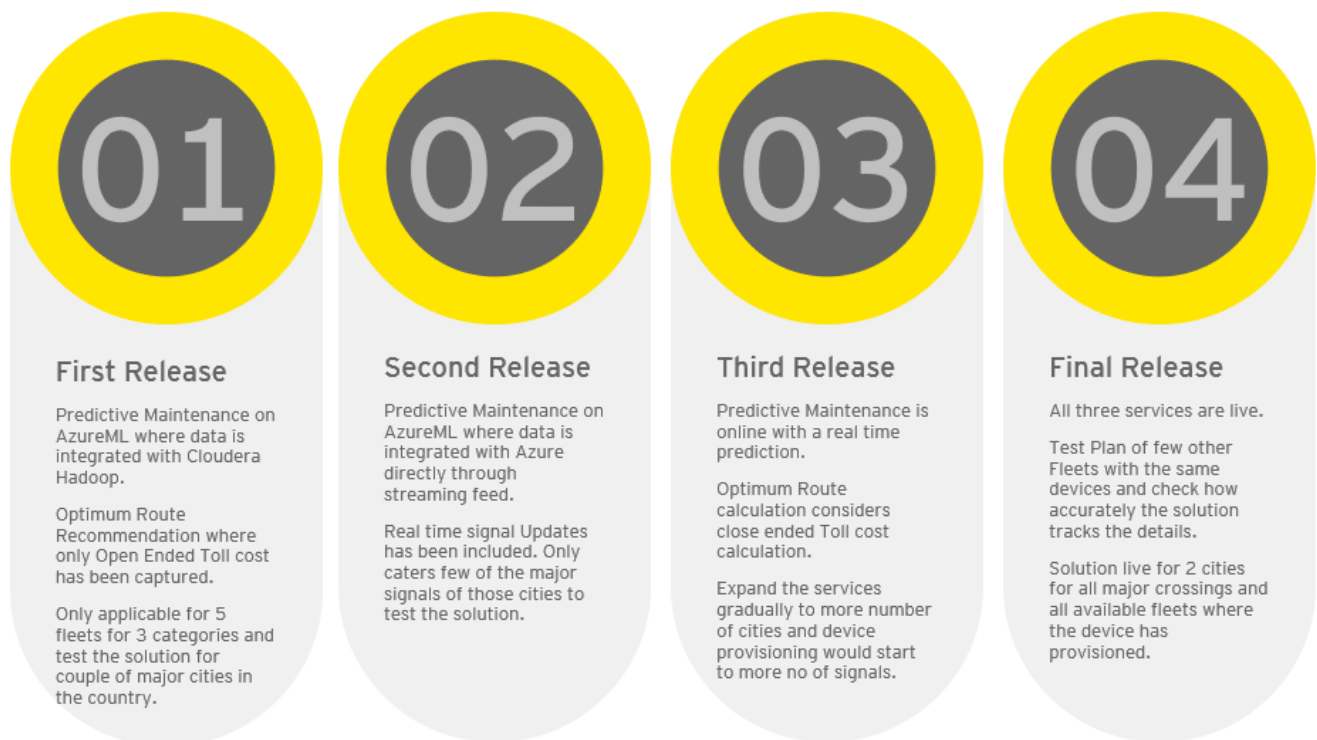 01
First Release
Predictive Maintenance on
AzureML where data is
integrated with Cloudera
Hadoop.
Optimum Route
Recommendation where
only Open Ended Toll cost
has been captured.
Only applicable for 5
fleets for 3 categories and
test the solution for
couple of major cities in
the country.
02
Second Release
Predictive Maintenance on
AzureML where data is
integrated with Azure
directly through
streaming feed.
Real time signal Updates
has been included. Only
caters few of the major
signals of those cities to
test the solution.
03
Third Release
Predictive Maintenance is
online with a real time
prediction.
Optimum Route
calculation considers
close ended Toll cost
calculation.
Expand the services
gradually to more number
of cities and device
provisioning would start
to more no of signals.
04
Final Release
All three services are live.
Test Plan of few other
Fleets with the same
devices and check how
accurately the solution
tracks the details.
Solution live for 2 cities
for all major crossings and
all available fleets where
the device has
provisioned.